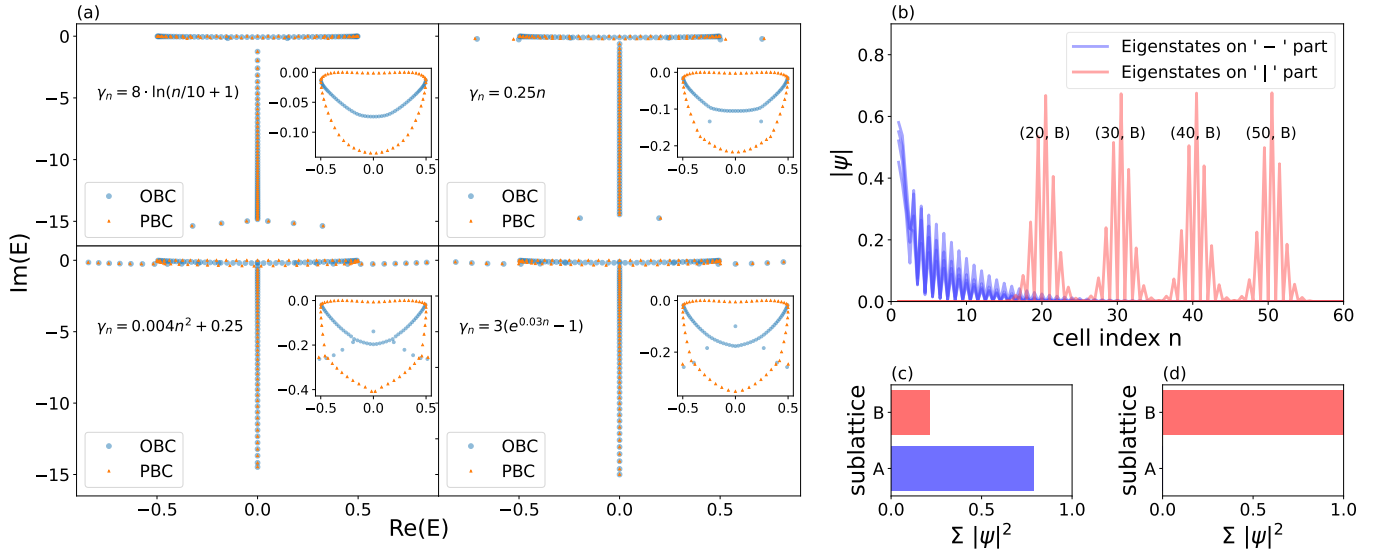 (a)
γn = 8 · ln(n/10 + 1)
0
−5
−10
−15
0.00
−0.05
−0.10
−0.5 0.0 0.5
OBC
PBC
γn = 0.25n
0.0
−0.1
−0.2
−0.5 0.0 0.5
OBC
PBC
Im(E)
γn = 0.004n² + 0.25
0
−5
−10
−15
0.0
−0.2
−0.4
−0.5 0.0 0.5
OBC
PBC
γn = 3(e^0.03n − 1)
0.0
−0.2
−0.5 0.0 0.5
OBC
PBC
−0.5 0.0 0.5 −0.5 0.0 0.5
Re(E)
(b)
Eigenstates on ' − ' part
Eigenstates on ' | ' part
(20, B) (30, B) (40, B) (50, B)
|ψ|
0.8
0.6
0.4
0.2
0.0
0 10 20 30 40 50 60
cell index n
(c)
sublattice
B
A
0.0 0.5 1.0
Σ |ψ|²
(d)
sublattice
B
A
0.0 0.5 1.0
Σ |ψ|²